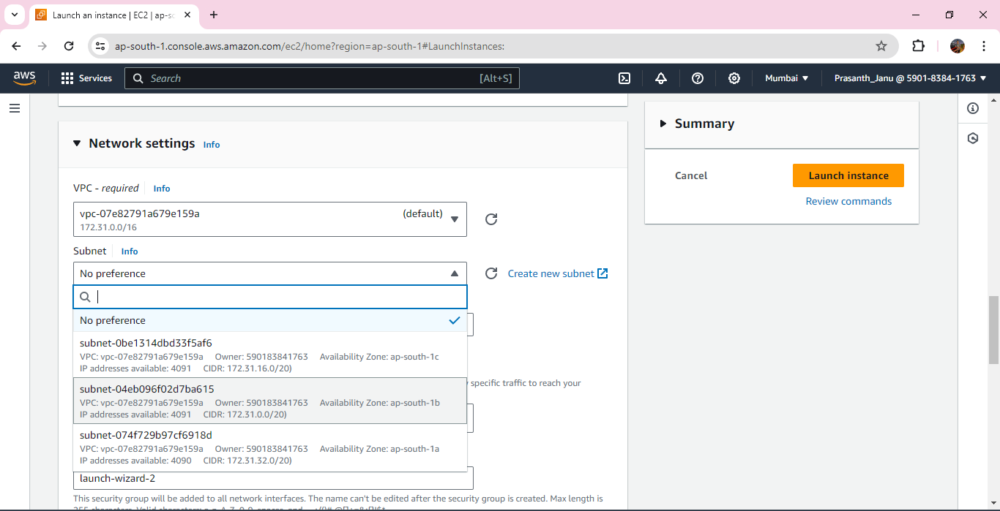 Launch an instance | EC2 | ap-sc
ap-south-1.console.aws.amazon.com/ec2/home?region=ap-south-1#LaunchInstances:
aws
Services
Search
[Alt+S]
Mumbai
Prasanth_Janu @ 5901-8384-1763
Network settings
Info
VPC - required
Info
vpc-07e82791a679e159a
(default)
172.31.0.0/16
Subnet
Info
No preference
Create new subnet
No preference
subnet-0be1314dbd33f5af6
VPC: vpc-07e82791a679e159a Owner: 590183841763 Availability Zone: ap-south-1c
IP addresses available: 4091 CIDR: 172.31.16.0/20)
subnet-04eb096f02d7ba615
VPC: vpc-07e82791a679e159a Owner: 590183841763 Availability Zone: ap-south-1b
IP addresses available: 4091 CIDR: 172.31.0.0/20)
subnet-074f729b97cf6918d
VPC: vpc-07e82791a679e159a Owner: 590183841763 Availability Zone: ap-south-1a
IP addresses available: 4090 CIDR: 172.31.32.0/20)
specific traffic to reach your
launch-wizard-2
This security group will be added to all network interfaces. The name can't be edited after the security group is created. Max length is
Summary
Cancel
Launch instance
Review commands